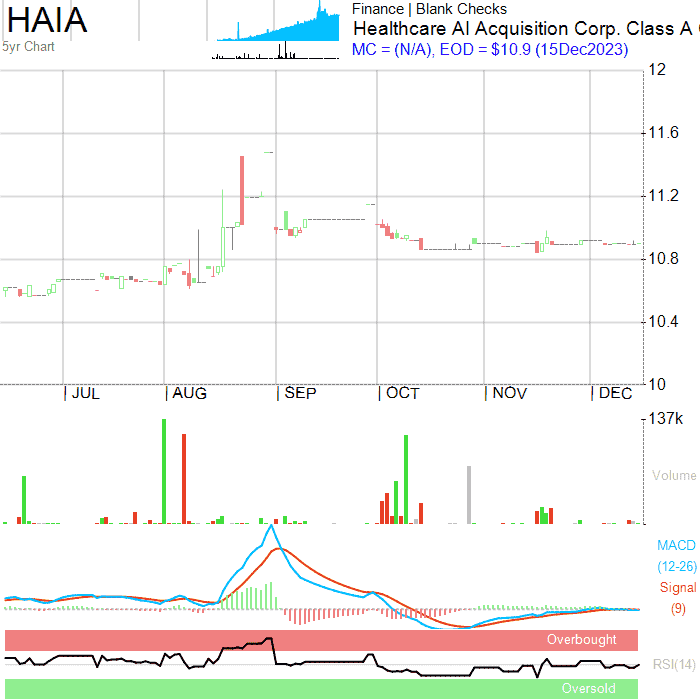 HAIA
5yr Chart
Finance | Blank Checks
Healthcare AI Acquisition Corp. Class A
MC = (N/A), EOD = $10.9 (15Dec2023)
12
11.6
11.2
10.8
10.4
10
| JUL
| AUG
| SEP
| OCT
| NOV
| DEC
137k
Volume
MACD
(12-26)
Signal
(9)
Overbought
RSI(14)
Oversold